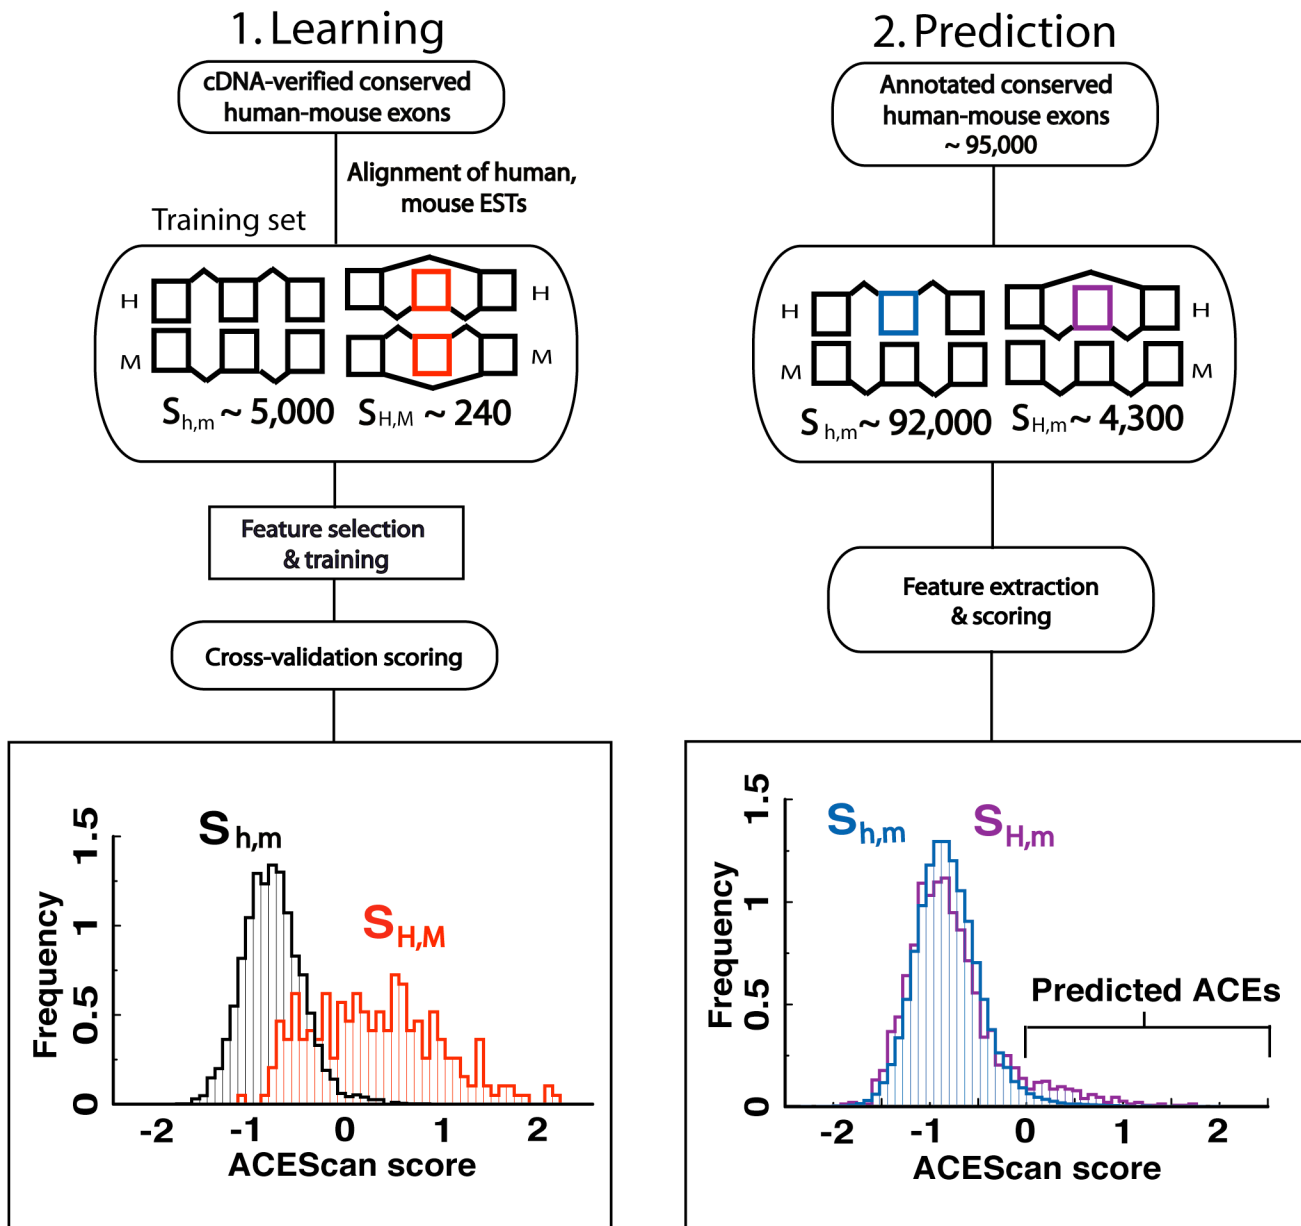 1. Learning
cDNA-verified conserved
human-mouse exons
Alignment of human,
mouse ESTs
Training set
H
H
M
M
Sh,m ~ 5,000
SH,M ~ 240
Feature selection
& training
Cross-validation scoring
Sh,m
SH,M
Frequency
0
0.5
1
1.5
-2
-1
0
1
2
ACEScan score
2. Prediction
Annotated conserved
human-mouse exons
~ 95,000
H
H
M
M
Sh,m ~ 92,000
SH,m ~ 4,300
Feature extraction
& scoring
Sh,m
SH,m
Predicted ACEs
Frequency
0
0.5
1
1.5
-2
-1
0
1
2
ACEScan score